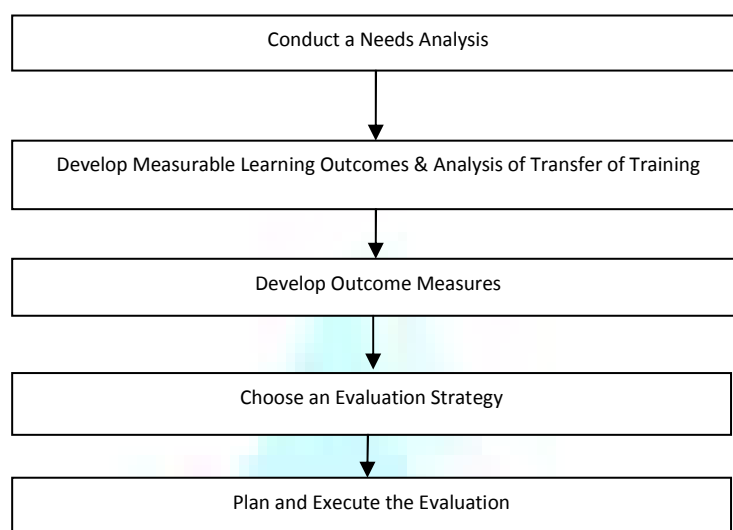 Conduct a Needs Analysis
Develop Measurable Learning Outcomes & Analysis of Transfer of Training
Develop Outcome Measures
Choose an Evaluation Strategy
Plan and Execute the Evaluation